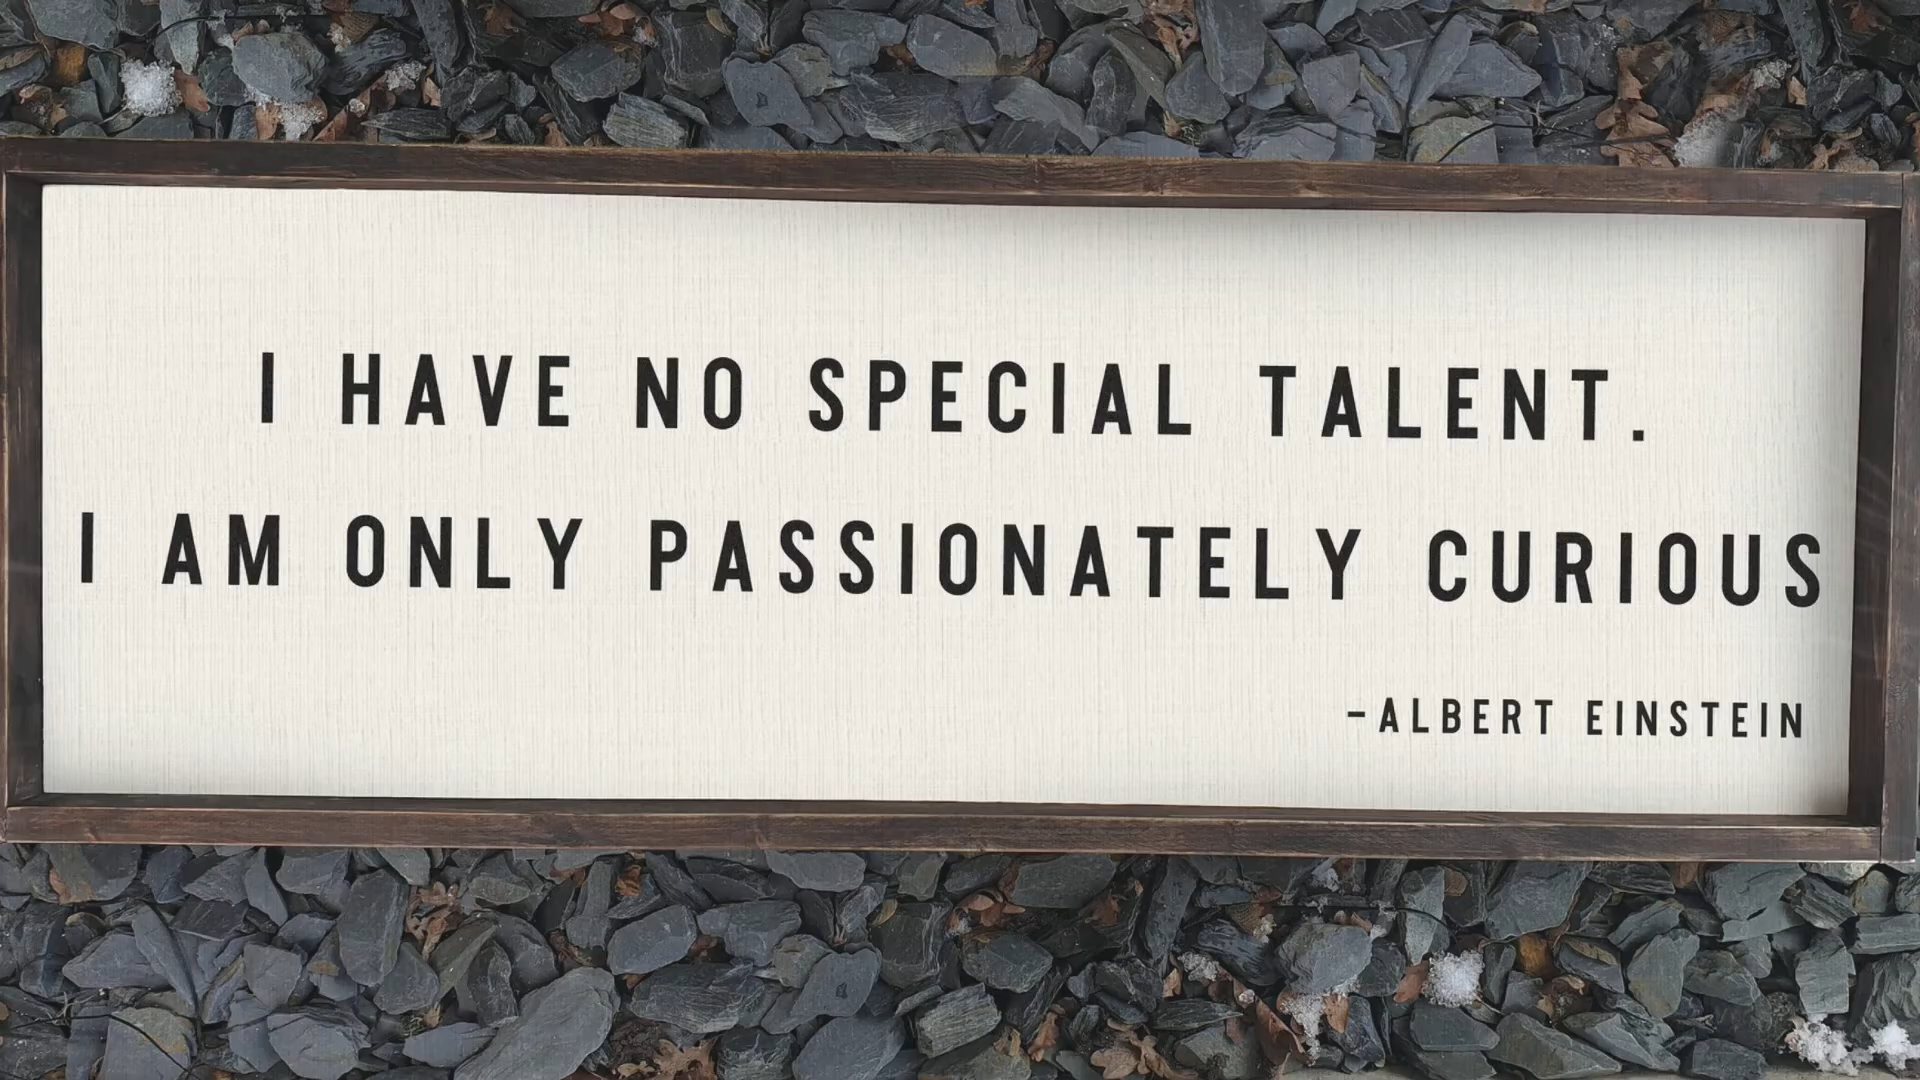 I HAVE NO SPECIAL TALENT.
I AM ONLY PASSIONATELY CURIOUS
-ALBERT EINSTEIN